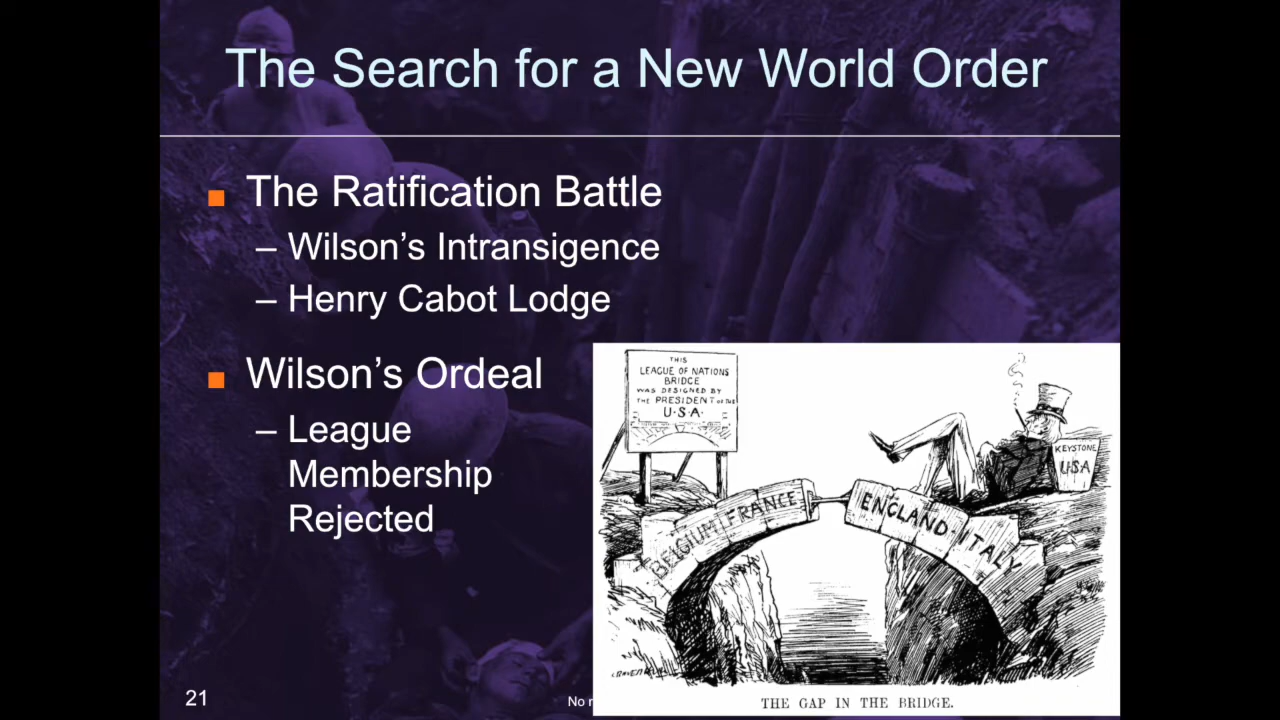 The Search for a New World Order
■ The Ratification Battle
– Wilson’s Intransigence
– Henry Cabot Lodge
■ Wilson’s Ordeal
– League
Membership
Rejected
THIS
LEAGUE OF NATIONS
BRIDGE
WAS DESIGNED BY
THE PRESIDENT OF THE
U·S·A·
KEYSTONE
USA
BELGIUM
FRANCE
ENGLAND
ITALY
THE GAP IN THE BRIDGE.
21
No